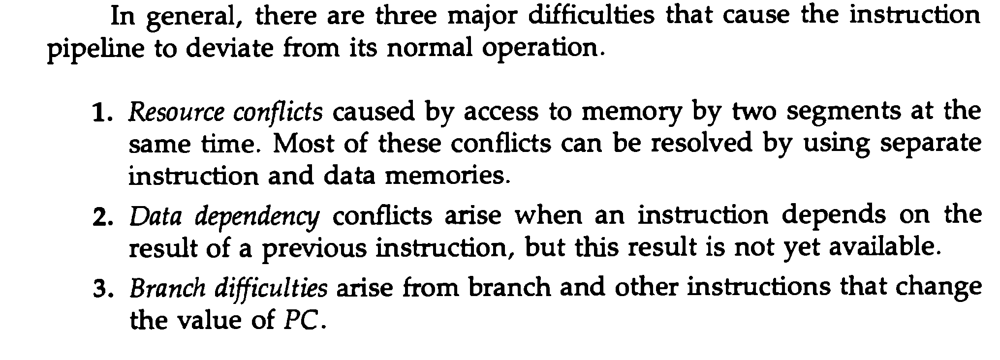 In general, there are three major difficulties that cause the instruction
pipeline to deviate from its normal operation.
1. Resource conflicts caused by access to memory by two segments at the
same time. Most of these conflicts can be resolved by using separate
instruction and data memories.
2. Data dependency conflicts arise when an instruction depends on the
result of a previous instruction, but this result is not yet available.
3. Branch difficulties arise from branch and other instructions that change
the value of PC.